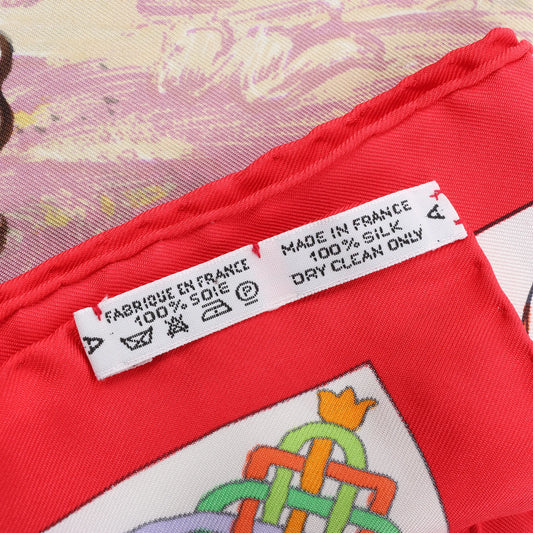 FABRIQUE EN FRANCE
100% SOIE
MADE IN FRANCE
100% SILK
DRY CLEAN ONLY
A
A